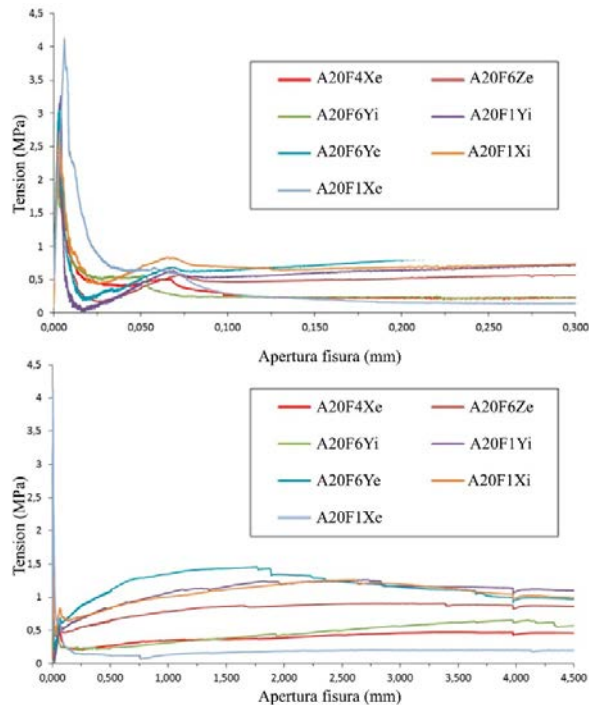 4,5
4
3,5
3
2,5
2
1,5
1
0,5
0
Tension (MPa)
A20F4Xe A20F6Ze
A20F6Yi A20F1Yi
A20F6Ye A20F1Xi
A20F1Xe
0,000 0,050 0,100 0,150 0,200 0,250 0,300
Apertura fisura (mm)
4,5
4
3,5
3
2,5
2
1,5
1
0,5
0
Tension (MPa)
A20F4Xe A20F6Ze
A20F6Yi A20F1Yi
A20F6Ye A20F1Xi
A20F1Xe
0,000 0,500 1,000 1,500 2,000 2,500 3,000 3,500 4,000 4,500
Apertura fisura (mm)